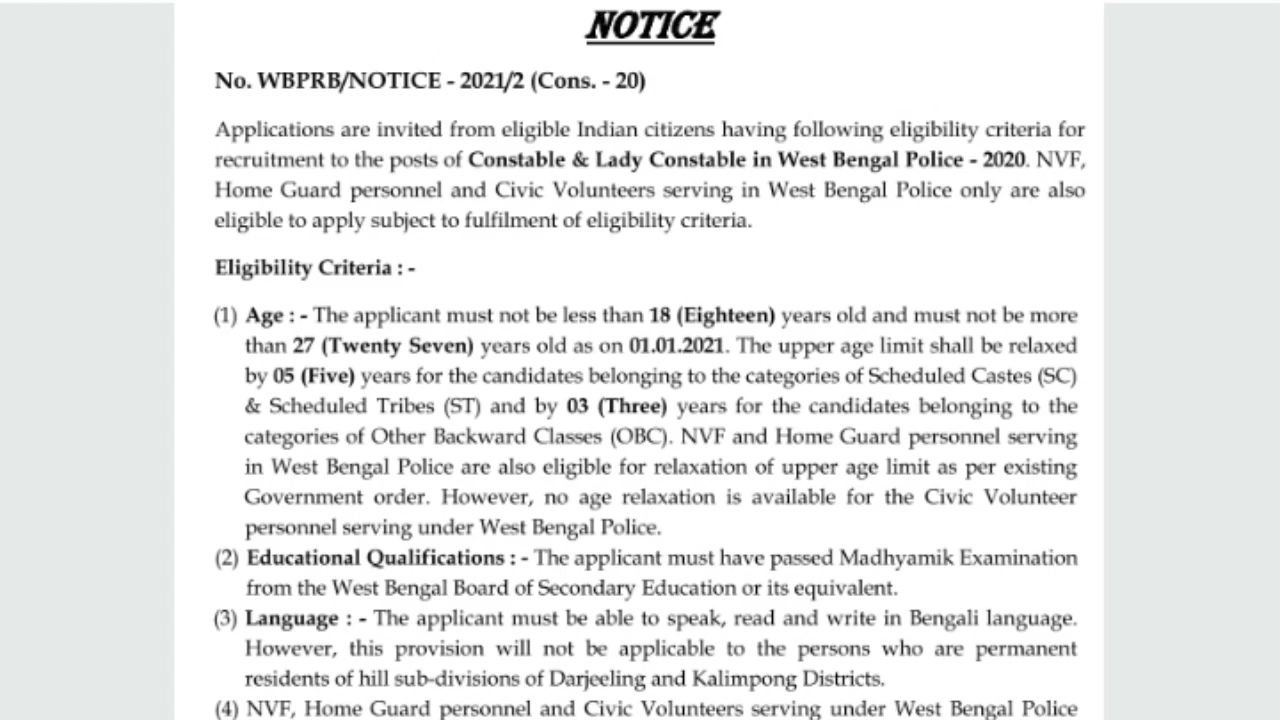 NOTICE
No. WBPRB/NOTICE - 2021/2 (Cons. - 20)
Applications are invited from eligible Indian citizens having following eligibility criteria for
recruitment to the posts of Constable & Lady Constable in West Bengal Police - 2020. NVF,
Home Guard personnel and Civic Volunteers serving in West Bengal Police only are also
eligible to apply subject to fulfilment of eligibility criteria.
Eligibility Criteria : -
(1) Age : - The applicant must not be less than 18 (Eighteen) years old and must not be more
than 27 (Twenty Seven) years old as on 01.01.2021. The upper age limit shall be relaxed
by 05 (Five) years for the candidates belonging to the categories of Scheduled Castes (SC)
& Scheduled Tribes (ST) and by 03 (Three) years for the candidates belonging to the
categories of Other Backward Classes (OBC). NVF and Home Guard personnel serving
in West Bengal Police are also eligible for relaxation of upper age limit as per existing
Government order. However, no age relaxation is available for the Civic Volunteer
personnel serving under West Bengal Police.
(2) Educational Qualifications : - The applicant must have passed Madhyamik Examination
from the West Bengal Board of Secondary Education or its equivalent.
(3) Language : - The applicant must be able to speak, read and write in Bengali language.
However, this provision will not be applicable to the persons who are permanent
residents of hill sub-divisions of Darjeeling and Kalimpong Districts.
(4) NVF, Home Guard personnel and Civic Volunteers serving under West Bengal Police